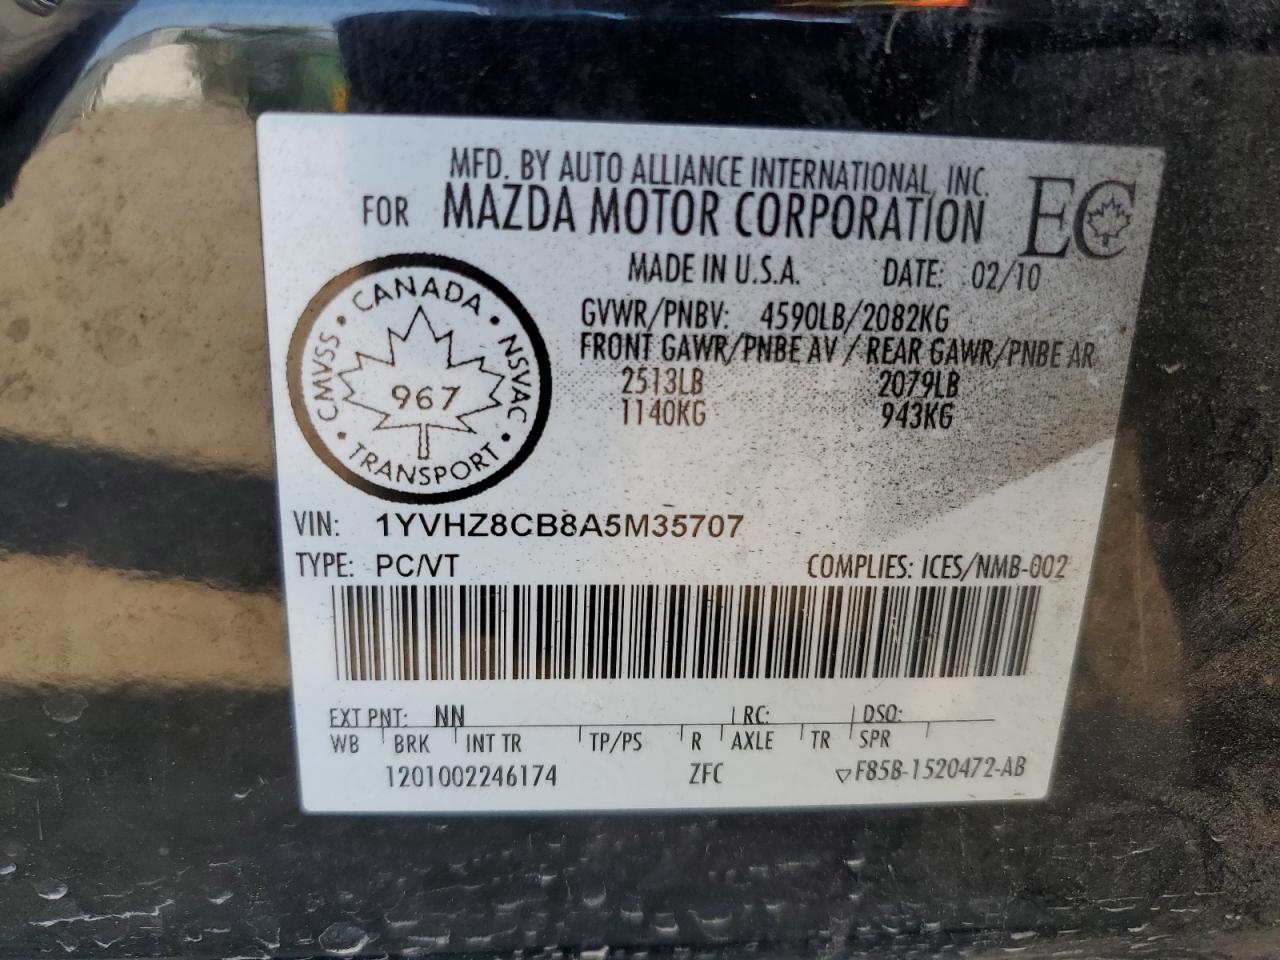 MFD. BY AUTO ALLIANCE INTERNATIONAL, INC.
FOR MAZDA MOTOR CORPORATION
EC
MADE IN U.S.A. DATE: 02/10
GVWR/PNBV: 4590LB/2082KG
FRONT GAWR/PNBE AV / REAR GAWR/PNBE AR
2513LB 2079LB
1140KG 943KG
CANADA • NSVAC • TRANSPORT • CMVSS •
967
VIN: 1YVHZ8CB8A5M35707
TYPE: PC/VT COMPLIES: ICES/NMB-002
EXT PNT: NN RC: DSO:
WB BRK INT TR TP/PS R AXLE TR SPR
1201002246174 ZFC ▽F85B-1520472-AB